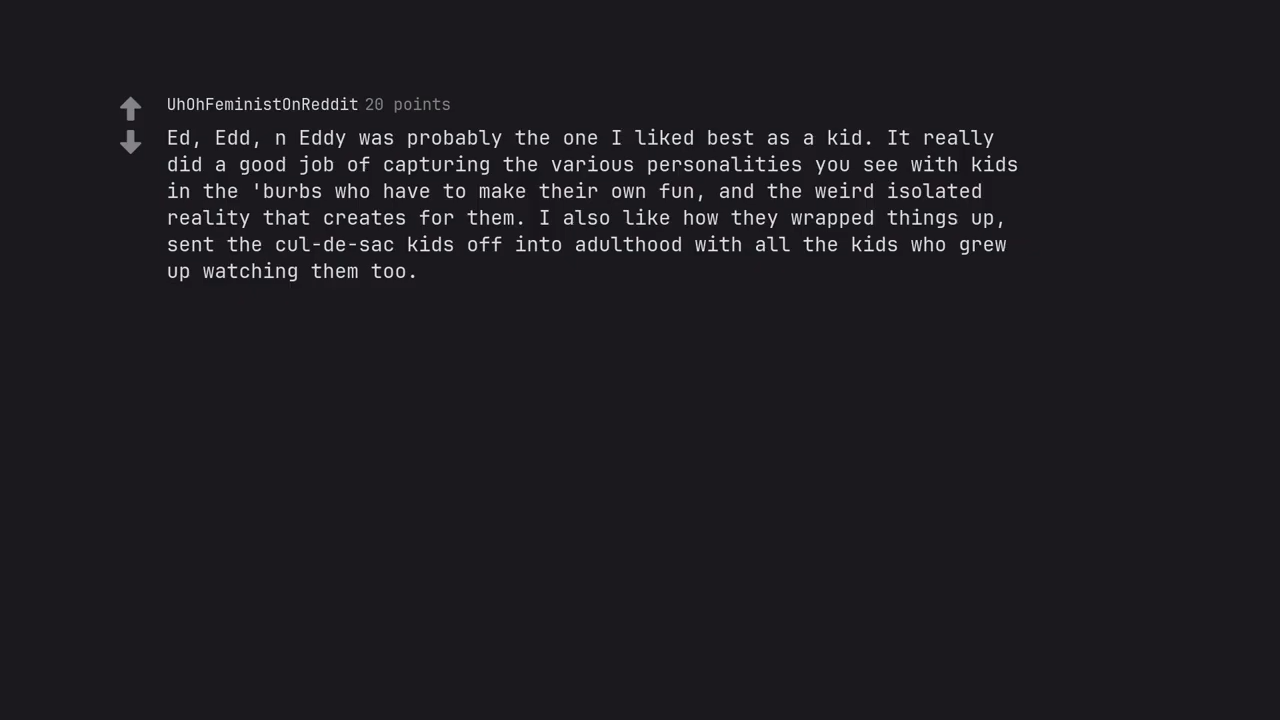 UhOhFeministOnReddit 20 points
Ed, Edd, n Eddy was probably the one I liked best as a kid. It really
did a good job of capturing the various personalities you see with kids
in the 'burbs who have to make their own fun, and the weird isolated
reality that creates for them. I also like how they wrapped things up,
sent the cul-de-sac kids off into adulthood with all the kids who grew
up watching them too.